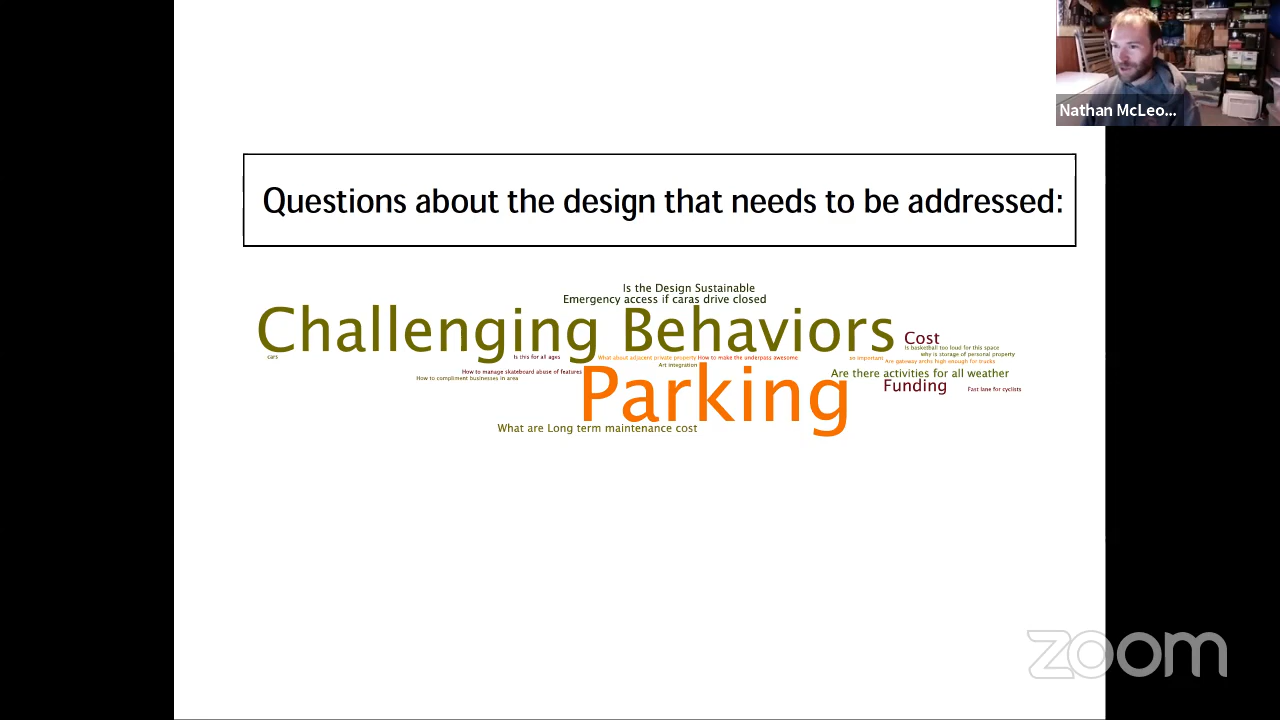 Nathan McLeo...
Questions about the design that needs to be addressed:
Is the Design Sustainable
Emergency access if caras drive closed
Challenging Behaviors
Cost
Is basketball too loud for this space
why is storage of personal property
cars
Is this for all ages
What about adjacent private property
How to make the underpass awesome
so important
Are gateway archs high enough for trucks
Art integration
How to manage skateboard abuse of features
Are there activities for all weather
How to compliment businesses in area
Parking
Funding
Fast lane for cyclists
What are Long term maintenance cost
zoom